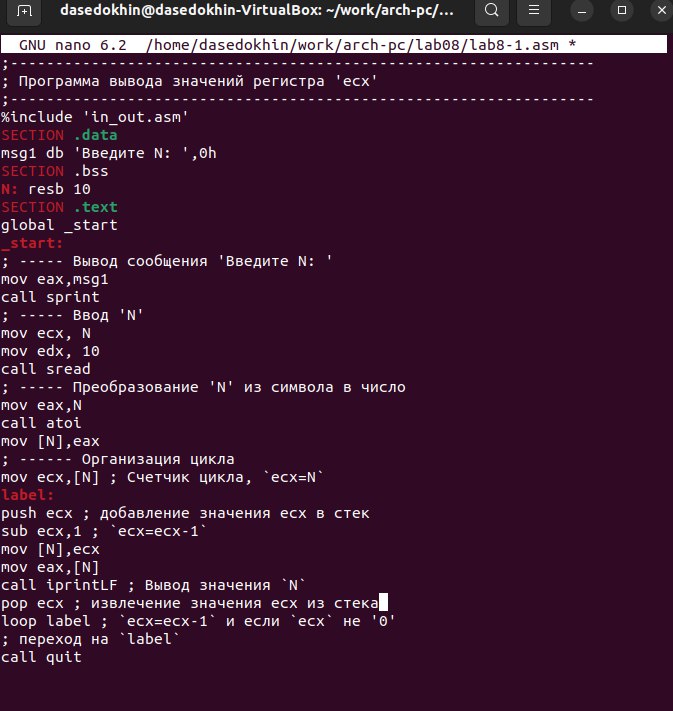 dasedokhin@dasedokhin-VirtualBox: ~/work/arch-pc/...
GNU nano 6.2 /home/dasedokhin/work/arch-pc/lab08/lab8-1.asm *
;-----------------------------------------------------------------
; Программа вывода значений регистра 'ecx'
;-----------------------------------------------------------------
%include 'in_out.asm'
SECTION .data
msg1 db 'Введите N: ',0h
SECTION .bss
N: resb 10
SECTION .text
global _start
_start:
; ----- Вывод сообщения 'Введите N: '
mov eax,msg1
call sprint
; ----- Ввод 'N'
mov ecx, N
mov edx, 10
call sread
; ----- Преобразование 'N' из символа в число
mov eax,N
call atoi
mov [N],eax
; ------ Организация цикла
mov ecx,[N] ; Счетчик цикла, `ecx=N`
label:
push ecx ; добавление значения ecx в стек
sub ecx,1 ; `ecx=ecx-1`
mov [N],ecx
mov eax,[N]
call iprintLF ; Вывод значения `N`
pop ecx ; извлечение значения ecx из стека
loop label ; `ecx=ecx-1` и если `ecx` не '0'
; переход на `label`
call quit